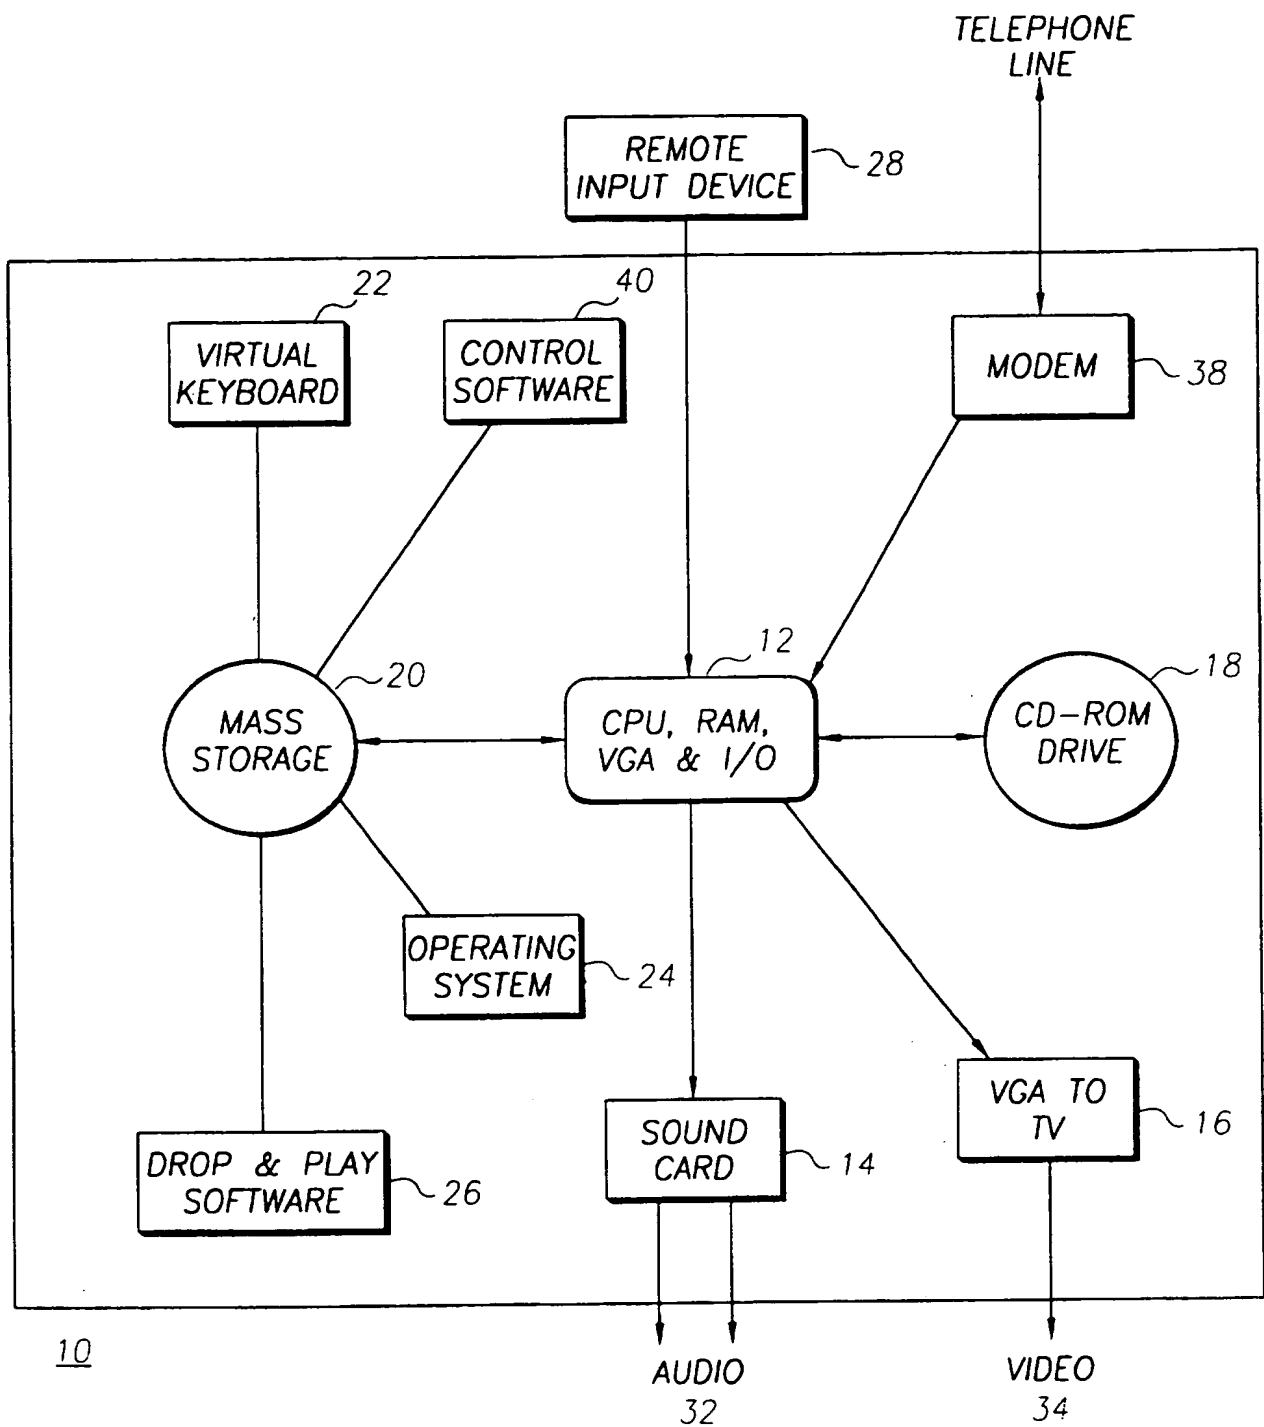 TELEPHONE
LINE
REMOTE
INPUT DEVICE
28
22
40
VIRTUAL
KEYBOARD
CONTROL
SOFTWARE
MODEM
38
20
12
18
MASS
STORAGE
CPU, RAM,
VGA & I/O
CD-ROM
DRIVE
OPERATING
SYSTEM
24
VGA TO
TV
16
SOUND
CARD
14
DROP & PLAY
SOFTWARE
26
10
AUDIO
32
VIDEO
34